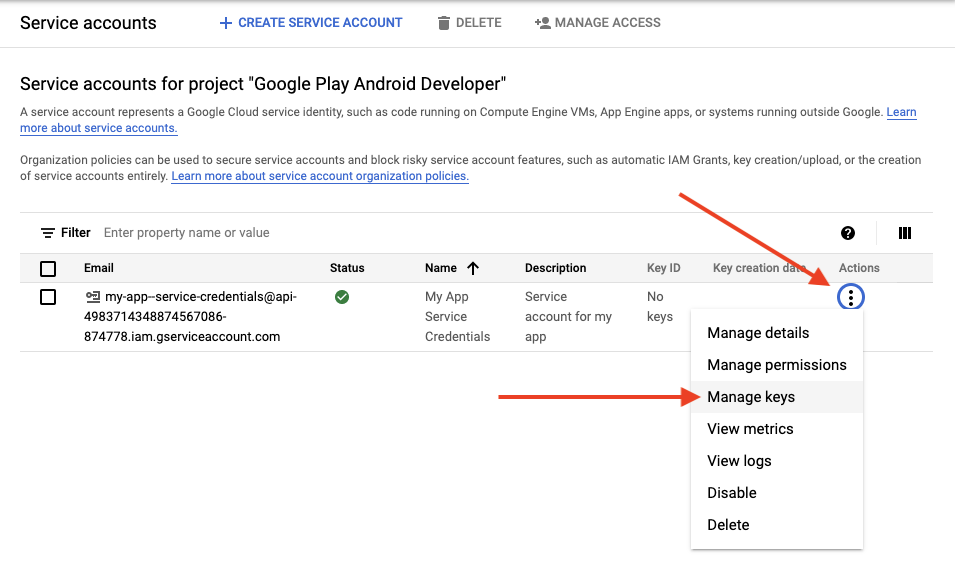 Service accounts
CREATE SERVICE ACCOUNT
DELETE
MANAGE ACCESS
Service accounts for project "Google Play Android Developer"
A service account represents a Google Cloud service identity, such as code running on Compute Engine VMs, App Engine apps, or systems running outside Google. Learn
more about service accounts.
Organization policies can be used to secure service accounts and block risky service account features, such as automatic IAM Grants, key creation/upload, or the creation
of service accounts entirely. Learn more about service account organization policies.
Filter Enter property name or value
Email Status Name Description Key ID Key creation date Actions
my-app--service-credentials@api-
4983714348874567086-
874778.iam.gserviceaccount.com
My App
Service
Credentials
Service
account for my
app
No
keys
Manage details
Manage permissions
Manage keys
View metrics
View logs
Disable
Delete